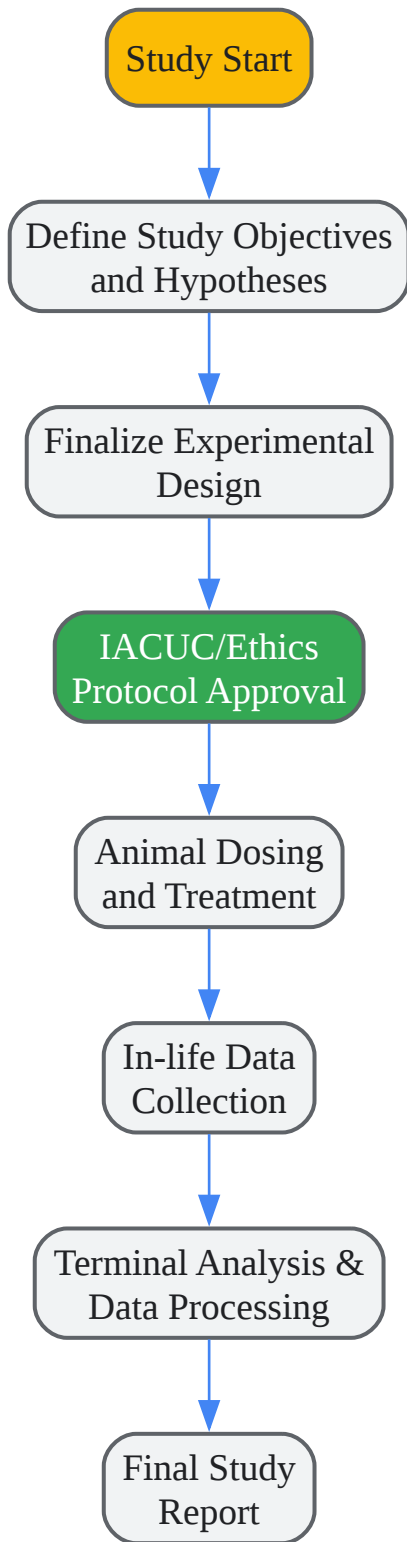 Study Start
Define Study Objectives
and Hypotheses
Finalize Experimental
Design
IACUC/Ethics
Protocol Approval
Animal Dosing
and Treatment
In-life Data
Collection
Terminal Analysis &
Data Processing
Final Study
Report